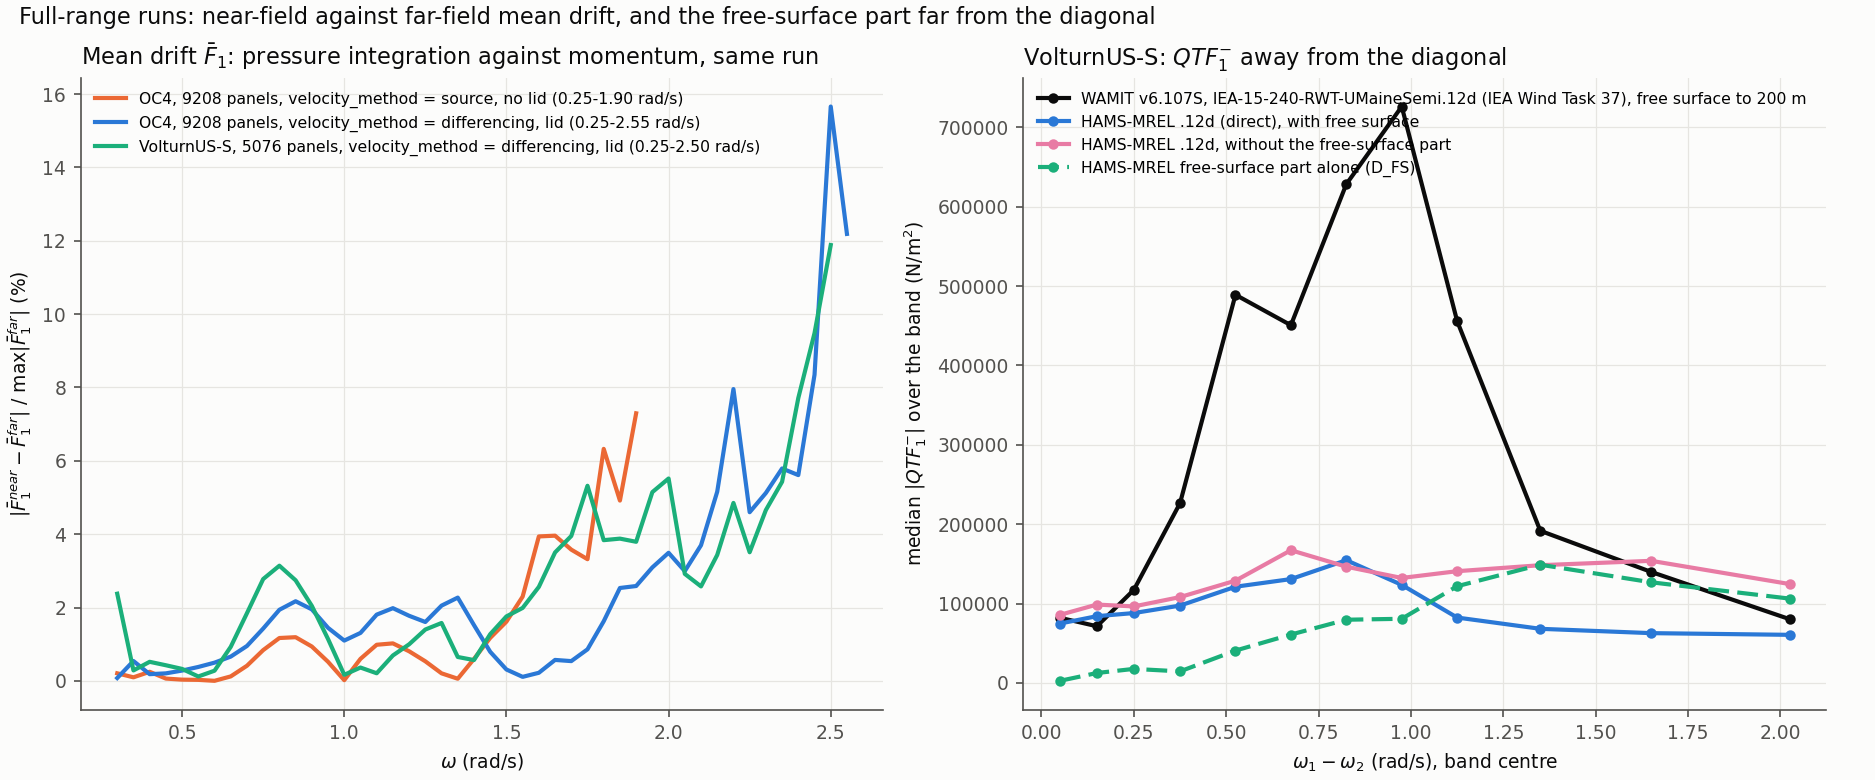 Full-range runs: near-field against far-field mean drift, and the free-surface part far from the diagonal
Mean drift F̄₁: pressure integration against momentum, same run
16
14
12
10
8
6
4
2
0
|F̄₁ⁿᵉᵃʳ − F̄₁ᶠᵃʳ| / max|F̄₁ᶠᵃʳ| (%)
OC4, 9208 panels, velocity_method = source, no lid (0.25-1.90 rad/s)
OC4, 9208 panels, velocity_method = differencing, lid (0.25-2.55 rad/s)
VolturnUS-S, 5076 panels, velocity_method = differencing, lid (0.25-2.50 rad/s)
0.5 1.0 1.5 2.0 2.5
ω (rad/s)
VolturnUS-S: QTF₁⁻ away from the diagonal
700000
600000
500000
400000
300000
200000
100000
0
median |QTF₁⁻| over the band (N/m²)
WAMIT v6.107S, IEA-15-240-RWT-UMaineSemi.12d (IEA Wind Task 37), free surface to 200 m
HAMS-MREL .12d (direct), with free surface
HAMS-MREL .12d, without the free-surface part
HAMS-MREL free-surface part alone (D_FS)
0.00 0.25 0.50 0.75 1.00 1.25 1.50 1.75 2.00
ω₁ − ω₂ (rad/s), band centre